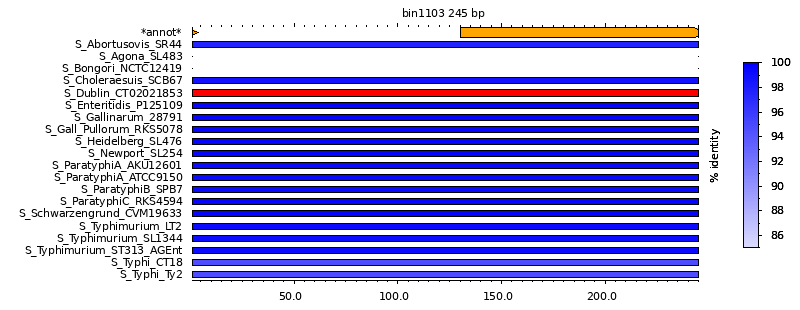 bin1103 245 bp
*annot*
S_Abortusovis_SR44
S_Agona_SL483
S_Bongori_NCTC12419
S_Choleraesuis_SCB67
S_Dublin_CT02021853
S_Enteritidis_P125109
S_Gallinarum_28791
S_Gall_Pullorum_RKS5078
S_Heidelberg_SL476
S_Newport_SL254
S_ParatyphiA_AKU12601
S_ParatyphiA_ATCC9150
S_ParatyphiB_SPB7
S_ParatyphiC_RKS4594
S_Schwarzengrund_CVM19633
S_Typhimurium_LT2
S_Typhimurium_SL1344
S_Typhimurium_ST313_AGEnt
S_Typhi_CT18
S_Typhi_Ty2
50.0 100.0 150.0 200.0
% identity
100
98
96
94
92
90
88
86